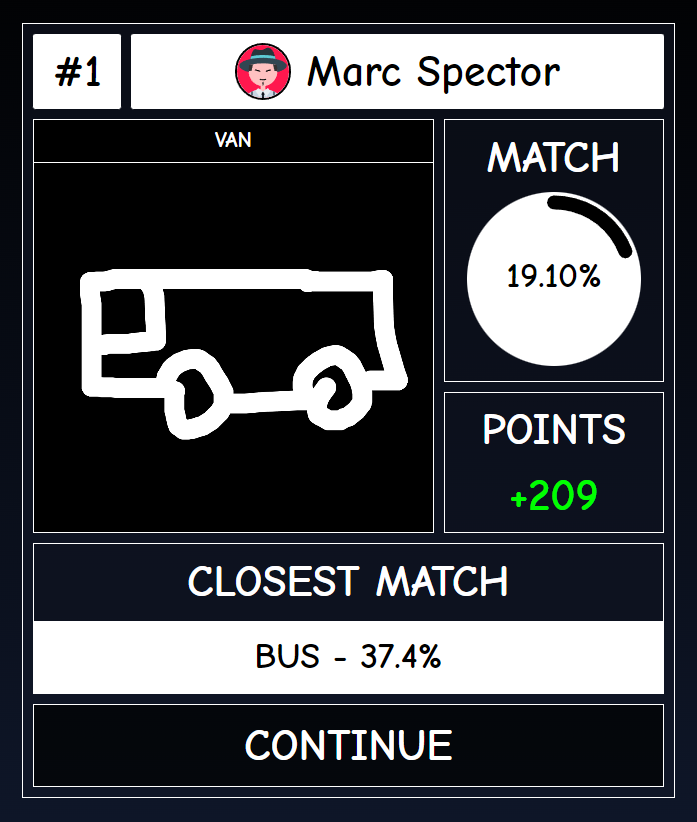 #1
Marc Spector
VAN
MATCH
19.10%
POINTS
+209
CLOSEST MATCH
BUS - 37.4%
CONTINUE